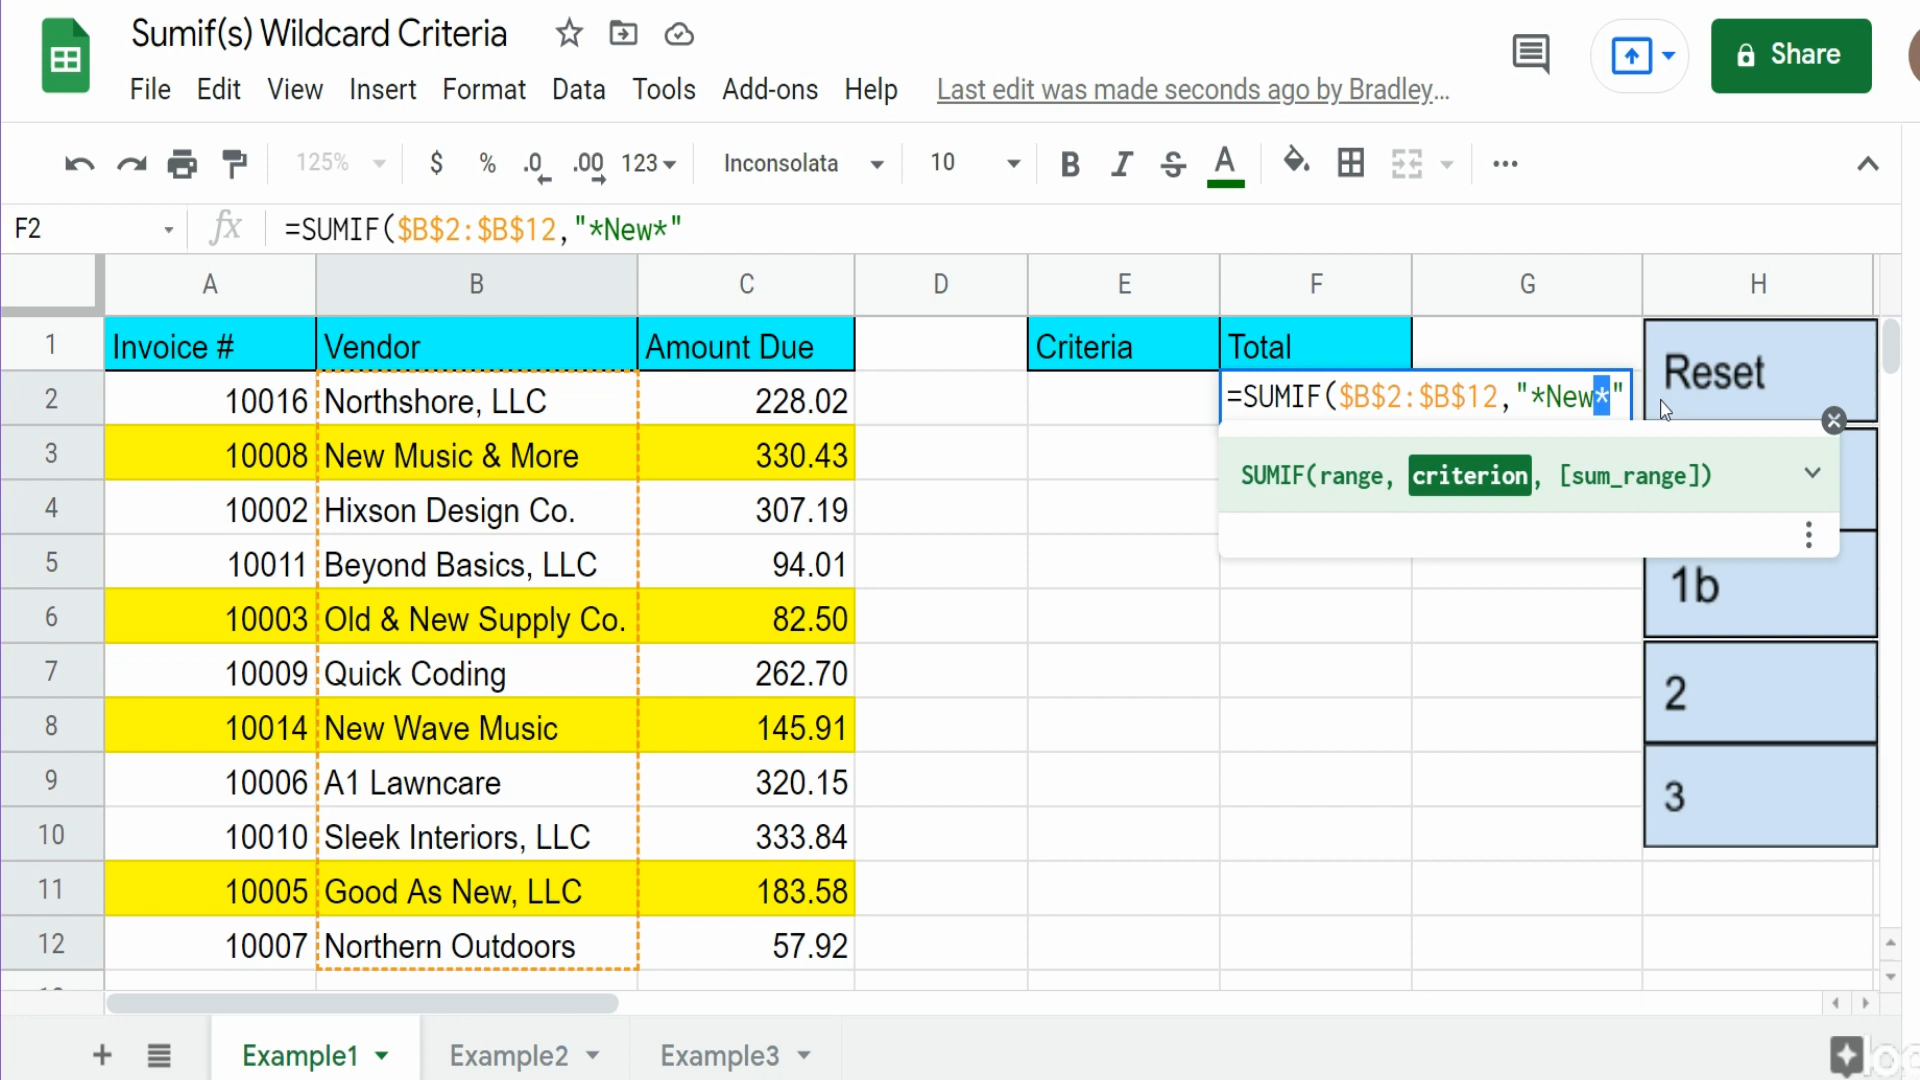 Sumif(s) Wildcard Criteria
File Edit View Insert Format Data Tools Add-ons Help Last edit was made seconds ago by Bradley...
Share
125% $ % .0 .00 123 Inconsolata 10 B I S A
F2 fx =SUMIF($B$2:$B$12,"*New*"
A B C D E F G H
1 Invoice # Vendor Amount Due Criteria Total
Reset
2 10016 Northshore, LLC 228.02 =SUMIF($B$2:$B$12,"*New*"
3 10008 New Music & More 330.43
SUMIF(range, criterion, [sum_range])
4 10002 Hixson Design Co. 307.19
5 10011 Beyond Basics, LLC 94.01
1b
6 10003 Old & New Supply Co. 82.50
7 10009 Quick Coding 262.70
2
8 10014 New Wave Music 145.91
9 10006 A1 Lawncare 320.15
3
10 10010 Sleek Interiors, LLC 333.84
11 10005 Good As New, LLC 183.58
12 10007 Northern Outdoors 57.92
Example1 Example2 Example3